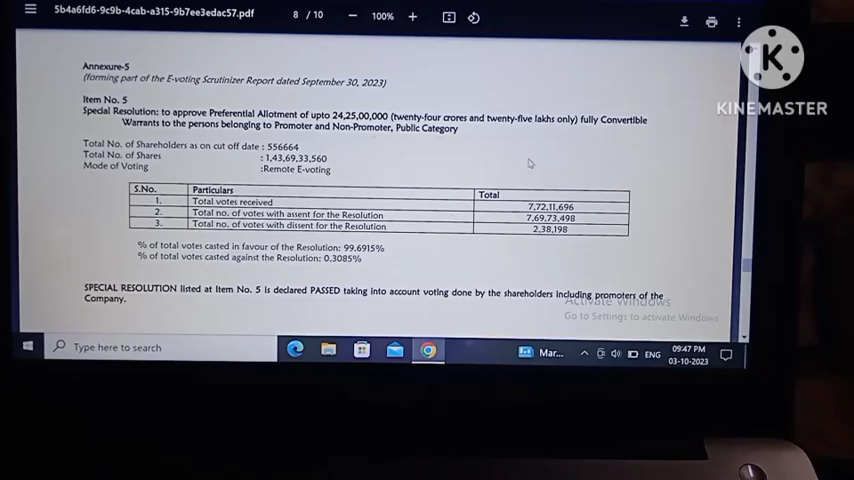 5b4a6fd6-9c9b-4cab-a315-9b7ee3edac57.pdf 8 / 10 100%
KINEMASTER
Annexure-5
(forming part of the E-voting Scrutinizer Report dated September 30, 2023)
Item No. 5
Special Resolution: to approve Preferential Allotment of upto 24,25,00,000 (twenty-four crores and twenty-five lakhs only) fully Convertible
Warrants to the persons belonging to Promoter and Non-Promoter, Public Category
Total No. of Shareholders as on cut off date : 556664
Total No. of Shares : 1,43,69,33,560
Mode of Voting :Remote E-voting
S.No. Particulars Total
1. Total votes received 7,72,11,696
2. Total no. of votes with assent for the Resolution 7,69,73,498
3. Total no. of votes with dissent for the Resolution 2,38,198
% of total votes casted in favour of the Resolution: 99.6915%
% of total votes casted against the Resolution: 0.3085%
SPECIAL RESOLUTION listed at Item No. 5 is declared PASSED taking into account voting done by the shareholders including promoters of the
Company.
Activate Windows
Go to Settings to activate Windows
Type here to search Mar... ENG 09:47 PM
03-10-2023